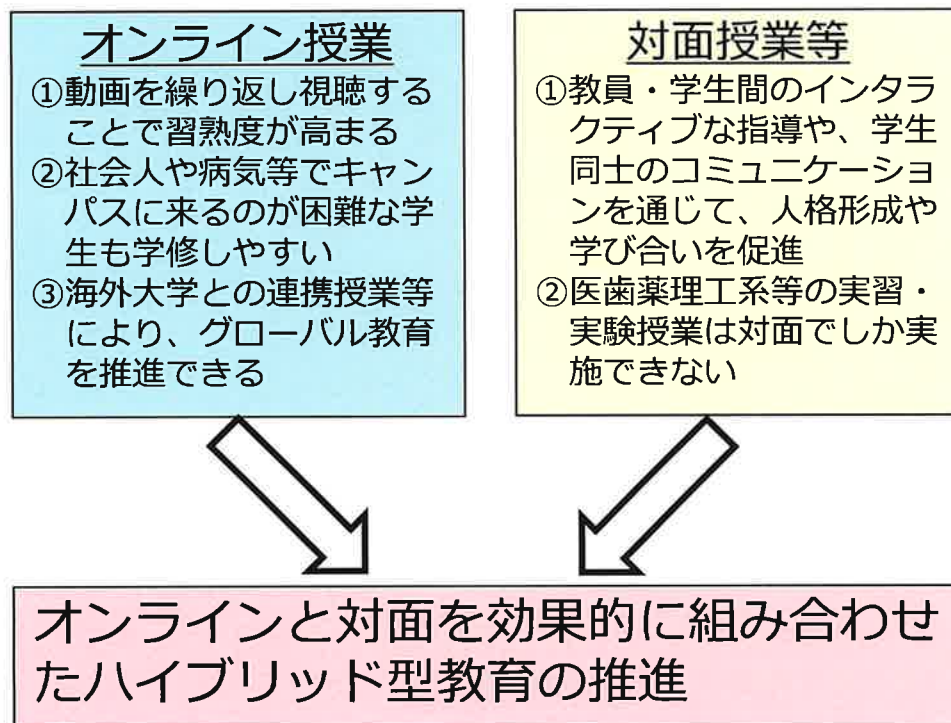 オンライン授業
①動画を繰り返し視聴する
ことで習熟度が高まる
②社会人や病気等でキャン
パスに来るのが困難な学
生も学修しやすい
③海外大学との連携授業等
により、グローバル教育
を推進できる
対面授業等
①教員・学生間のインタラ
クティブな指導や、学生
同士のコミュニケーショ
ンを通じて、人格形成や
学び合いを促進
②医歯薬理工系等の実習・
実験授業は対面でしか実
施できない
オンラインと対面を効果的に組み合わせ
たハイブリッド型教育の推進